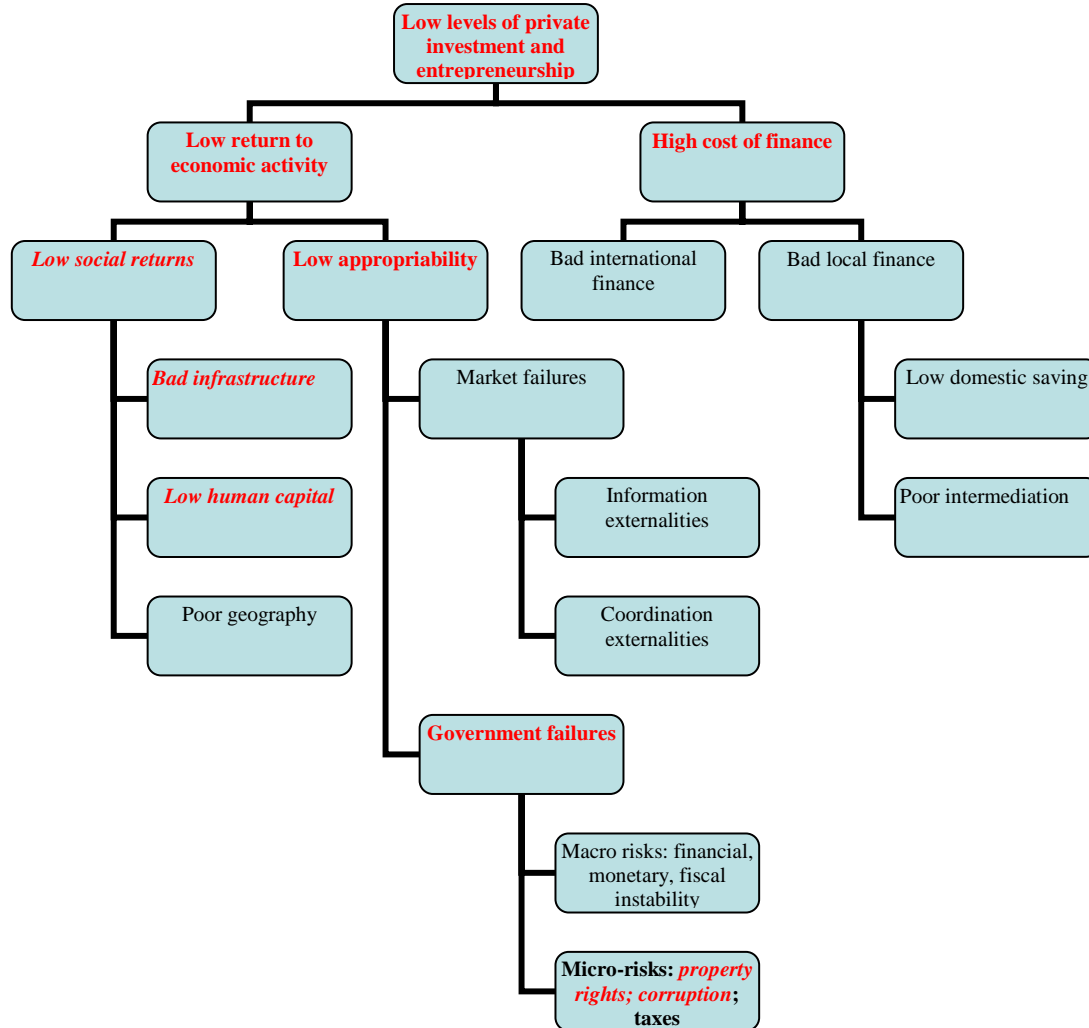 Low levels of private
investment and
entrepreneurship
Low return to
economic activity
High cost of finance
Low social returns
Low appropriability
Bad international
finance
Bad local finance
Bad infrastructure
Market failures
Low domestic saving
Low human capital
Information
externalities
Poor intermediation
Poor geography
Coordination
externalities
Government failures
Macro risks: financial,
monetary, fiscal
instability
Micro-risks: property
rights; corruption;
taxes